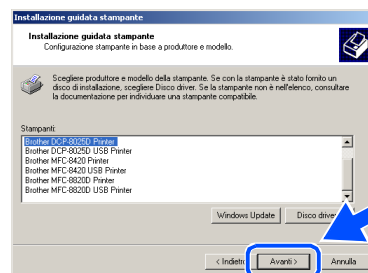 Installazione guidata stampante
Installazione guidata stampante
Configurazione stampante in base a produttore e modello.
Scegliere produttore e modello della stampante. Se con la stampante è stato fornito un
disco di installazione, scegliere Disco driver. Se la stampante non è nell'elenco, consultare
la documentazione per individuare una stampante compatibile.
Stampanti:
Brother DCP-8025D Printer
Brother DCP-8025D USB Printer
Brother MFC-8420 Printer
Brother MFC-8420 USB Printer
Brother MFC-8820D Printer
Brother MFC-8820D USB Printer
Windows Update
Disco driver
< Indietro
Avanti >
Annulla